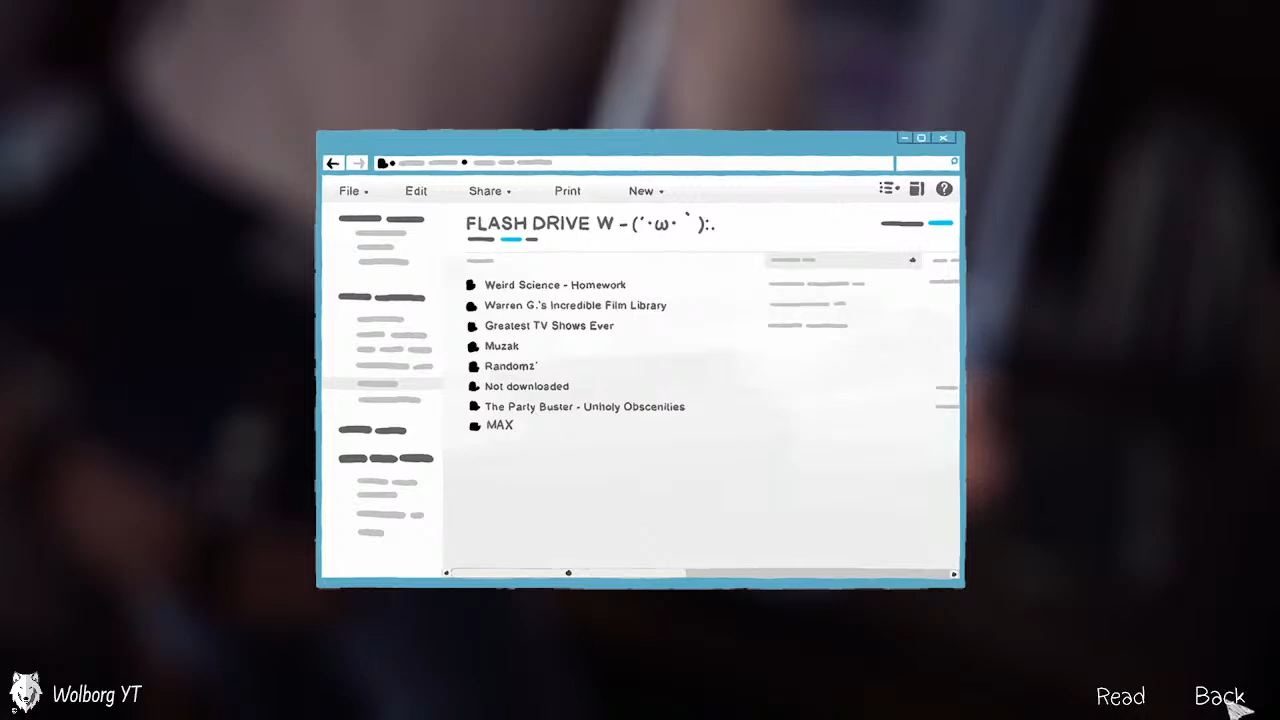 File Edit Share Print New
FLASH DRIVE W -(´･ω･`):.
Weird Science - Homework
Warren G.'s Incredible Film Library
Greatest TV Shows Ever
Muzak
Randomz'
Not downloaded
The Party Buster - Unholy Obscenities
MAX
Wolborg YT
Read Back